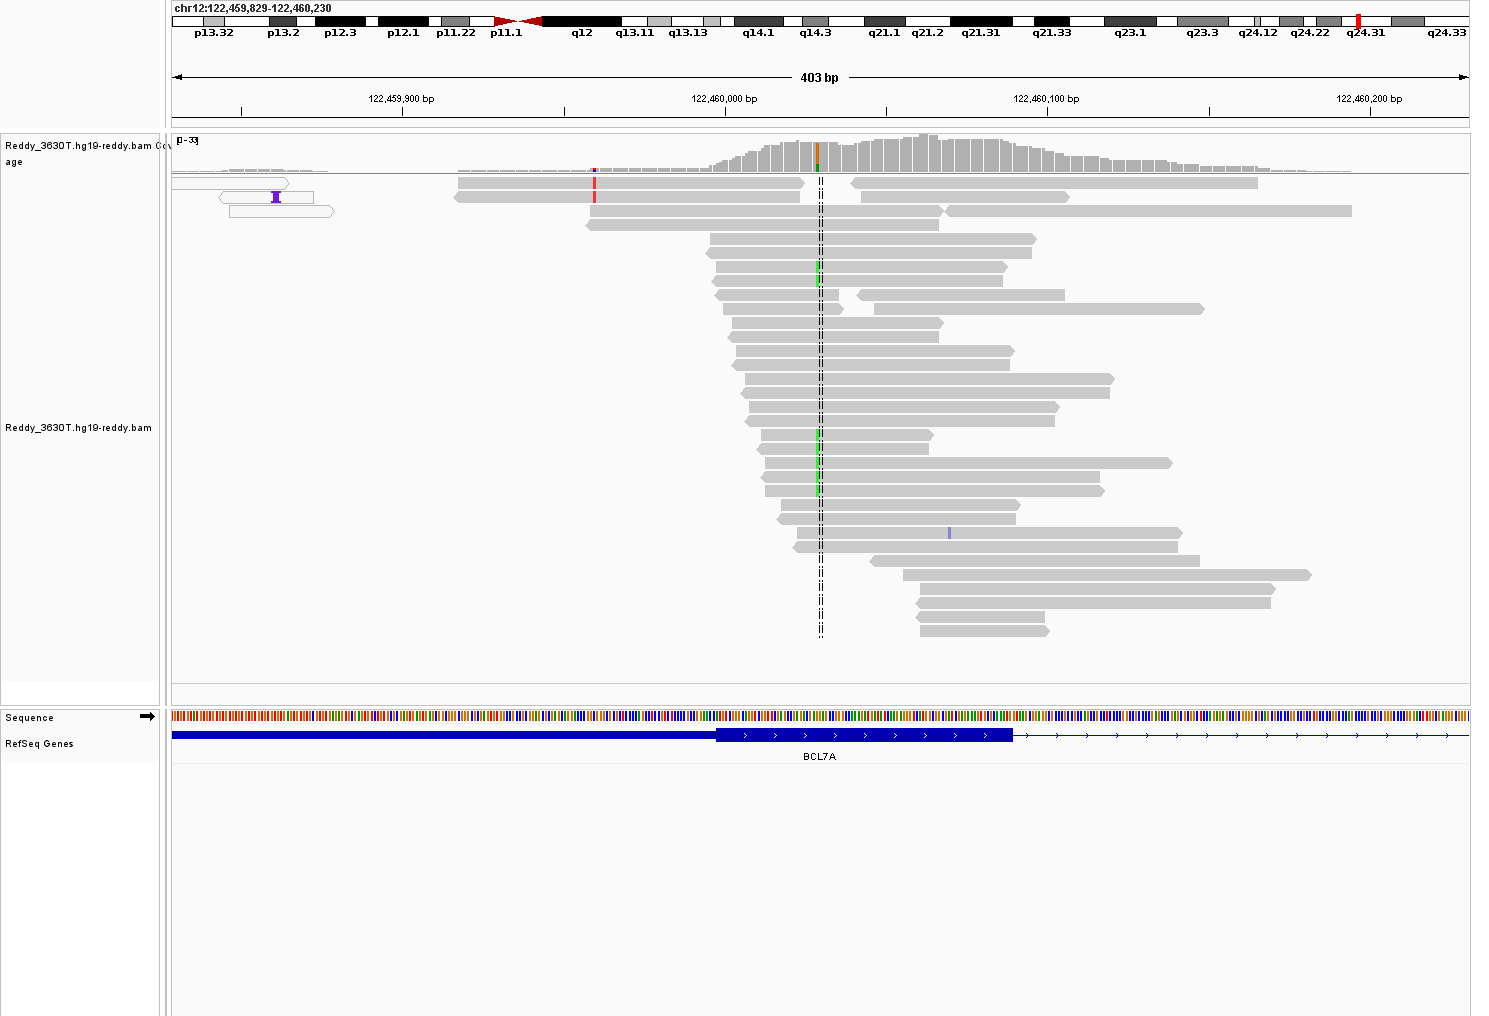 chr12:122,459,829-122,460,230
p13.32 p13.2 p12.3 p12.1 p11.22 p11.1 q12 q13.11 q13.13 q14.1 q14.3 q21.1 q21.2 q21.31 q21.33 q23.1 q23.3 q24.12 q24.22 q24.31 q24.33
403 bp
122,459,900 bp 122,460,000 bp 122,460,100 bp 122,460,200 bp
[0-33]
Reddy_3630T.hg19-reddy.bam Cov
age
Reddy_3630T.hg19-reddy.bam
Sequence
RefSeq Genes
BCL7A